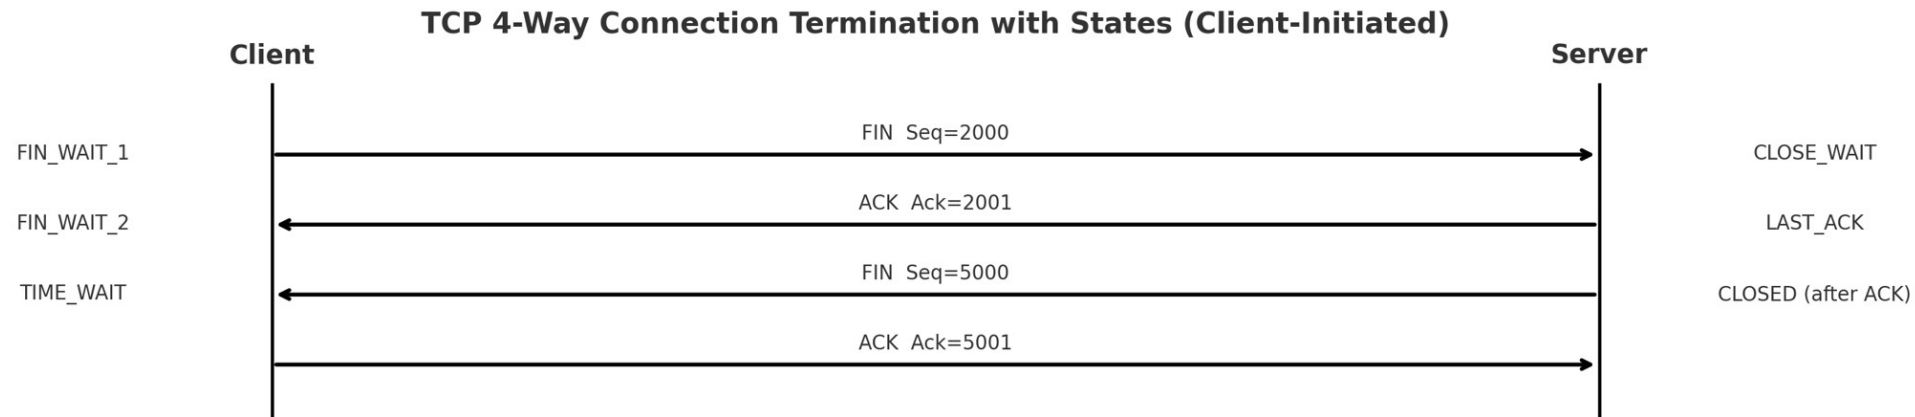 TCP 4-Way Connection Termination with States (Client-Initiated)
Client
Server
FIN Seq=2000
FIN_WAIT_1
CLOSE_WAIT
ACK Ack=2001
FIN_WAIT_2
LAST_ACK
FIN Seq=5000
TIME_WAIT
CLOSED (after ACK)
ACK Ack=5001